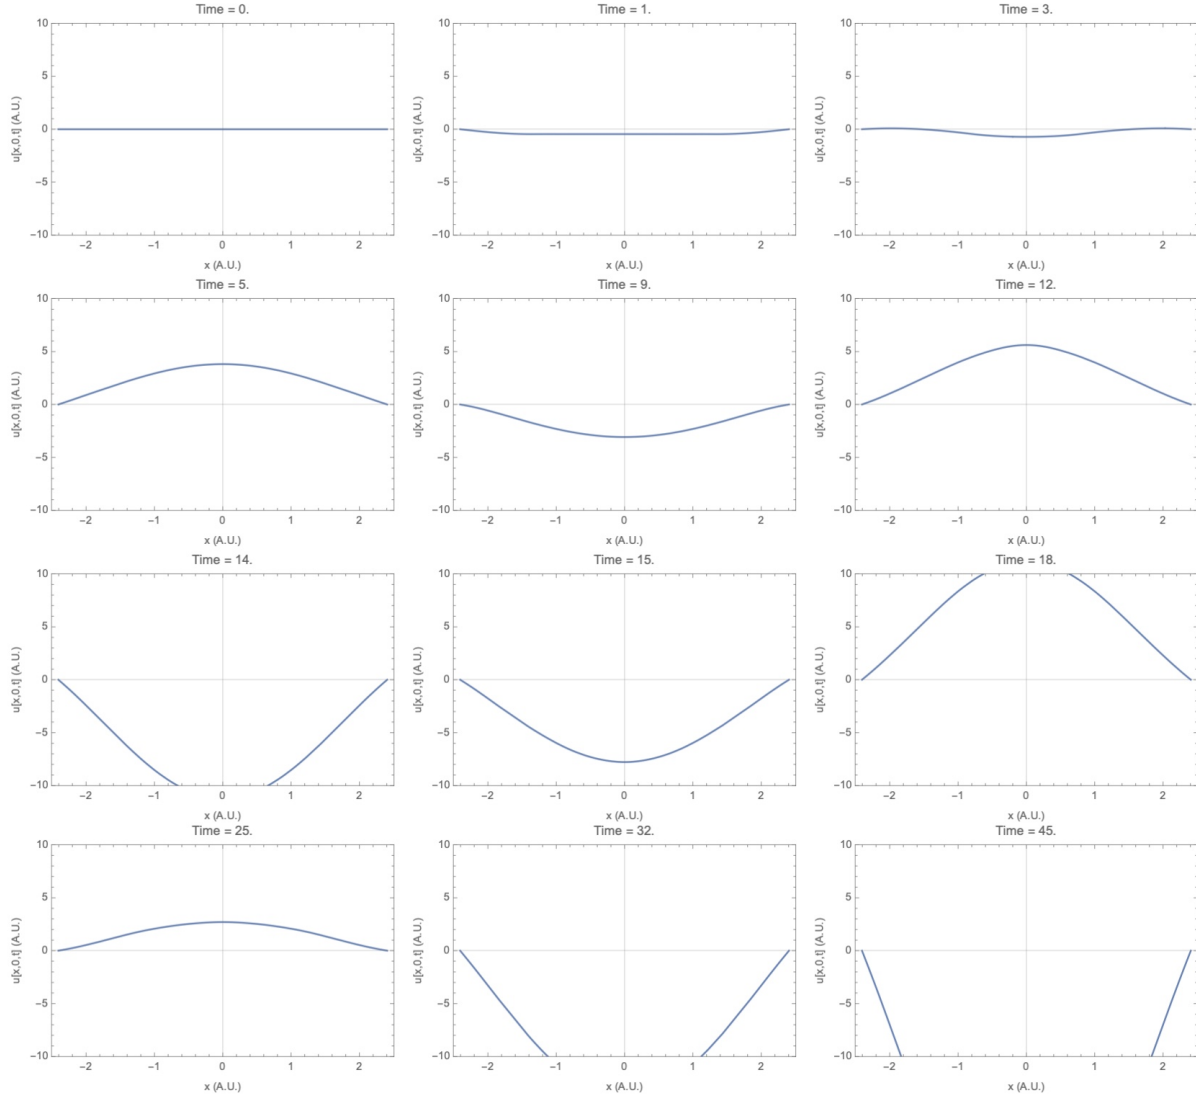 Time = 0.
10
5
0
−5
−10
u[x,0,t] (A.U.)
−2 −1 0 1 2
x (A.U.)
Time = 1.
10
5
0
−5
−10
u[x,0,t] (A.U.)
−2 −1 0 1 2
x (A.U.)
Time = 3.
10
5
0
−5
−10
u[x,0,t] (A.U.)
−2 −1 0 1 2
x (A.U.)
Time = 5.
10
5
0
−5
−10
u[x,0,t] (A.U.)
−2 −1 0 1 2
x (A.U.)
Time = 9.
10
5
0
−5
−10
u[x,0,t] (A.U.)
−2 −1 0 1 2
x (A.U.)
Time = 12.
10
5
0
−5
−10
u[x,0,t] (A.U.)
−2 −1 0 1 2
x (A.U.)
Time = 14.
10
5
0
−5
−10
u[x,0,t] (A.U.)
−2 −1 0 1 2
x (A.U.)
Time = 15.
10
5
0
−5
−10
u[x,0,t] (A.U.)
−2 −1 0 1 2
x (A.U.)
Time = 18.
10
5
0
−5
−10
u[x,0,t] (A.U.)
−2 −1 0 1 2
x (A.U.)
Time = 25.
10
5
0
−5
−10
u[x,0,t] (A.U.)
−2 −1 0 1 2
x (A.U.)
Time = 32.
10
5
0
−5
−10
u[x,0,t] (A.U.)
−2 −1 0 1 2
x (A.U.)
Time = 45.
10
5
0
−5
−10
u[x,0,t] (A.U.)
−2 −1 0 1 2
x (A.U.)